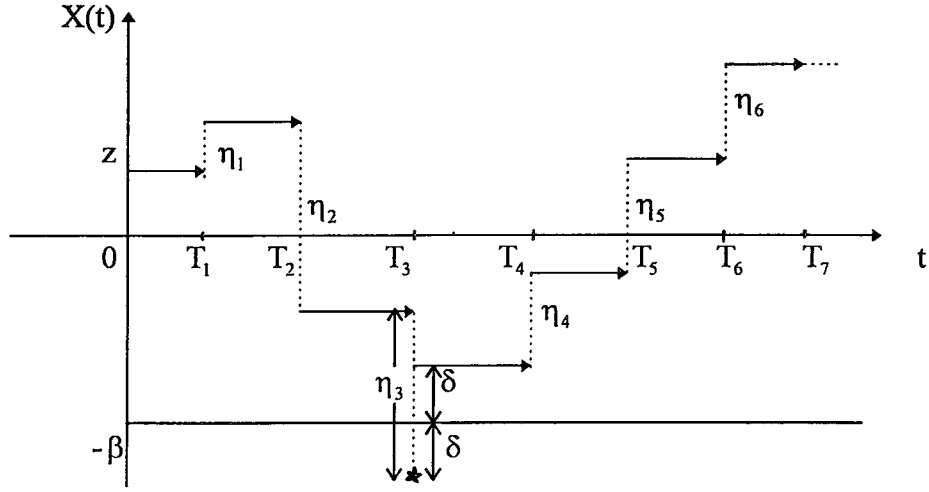 X(t)
η₆
z
η₁
η₂
η₅
0 T₁ T₂ T₃ T₄ T₅ T₆ T₇ t
η₄
η₃ δ
-β δ